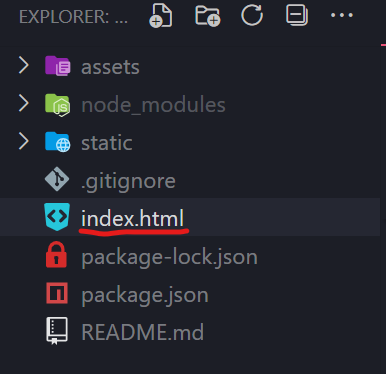 EXPLORER: ...
assets
node_modules
static
.gitignore
index.html
package-lock.json
package.json
README.md